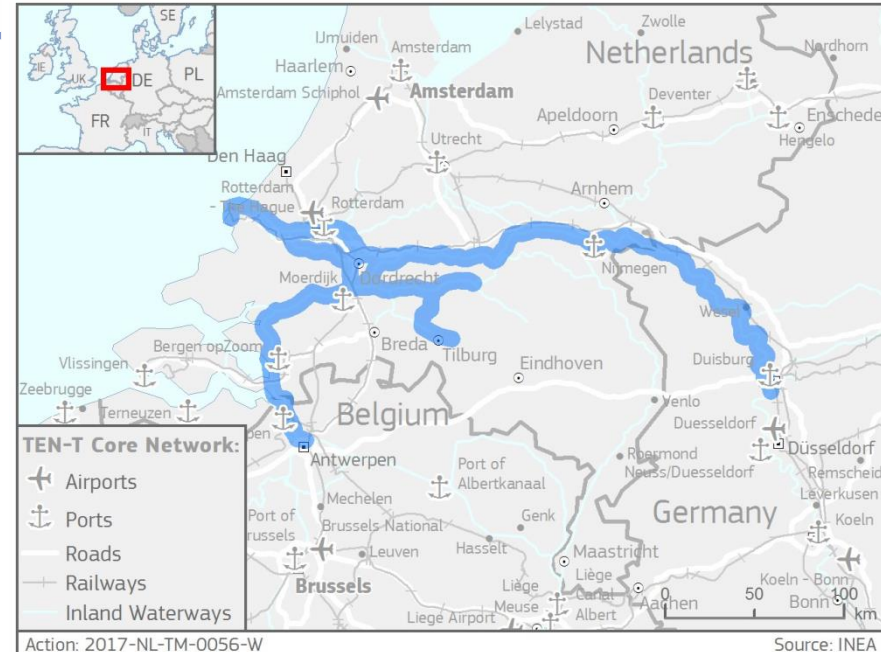 SE
IE
UK
DE
PL
FR
IT
IJmuiden
Lelystad
Zwolle
Amsterdam
Haarlem
Netherlands
Nordhorn
Amsterdam Schiphol
Amsterdam
Deventer
Apeldoorn
Enschede
Hengelo
Utrecht
Den Haag
Arnhem
Rotterdam
- The Hague
Rotterdam
Nijmegen
Moerdijk
Dordrecht
Wesel
Bergen opZoom
Breda
Tilburg
Duisburg
Vlissingen
Eindhoven
Zeebrugge
Terneuzen
Venlo
Belgium
Duesseldorf
Antwerpen
Roermond
Düsseldorf
Neuss/Duesseldorf
Remscheid
Port of
Albertkanaal
Leverkusen
Mechelen
Germany
Koeln
Port of
Brussels National
Genk
Leuven
Hasselt
Maastricht
Brussels
Liège
Liège
Canal
Meuse
Albert
Liege Airport
Aachen
Koeln - Bonn
Bonn
TEN-T Core Network:
Airports
Ports
Roads
Railways
Inland Waterways
0 50 100
km
Action: 2017-NL-TM-0056-W
Source: INEA